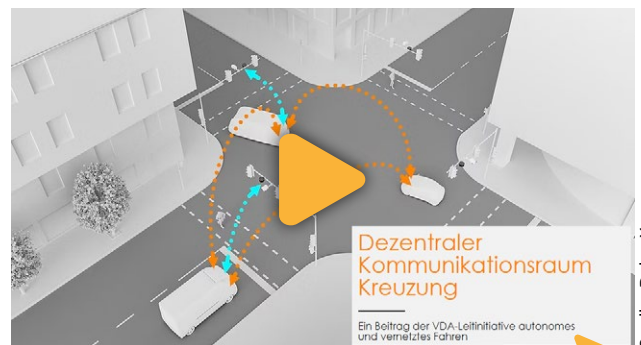 Dezentraler
Kommunikationsraum
Kreuzung
Ein Beitrag der VDA-Leitinitiative autonomes
und vernetztes Fahren